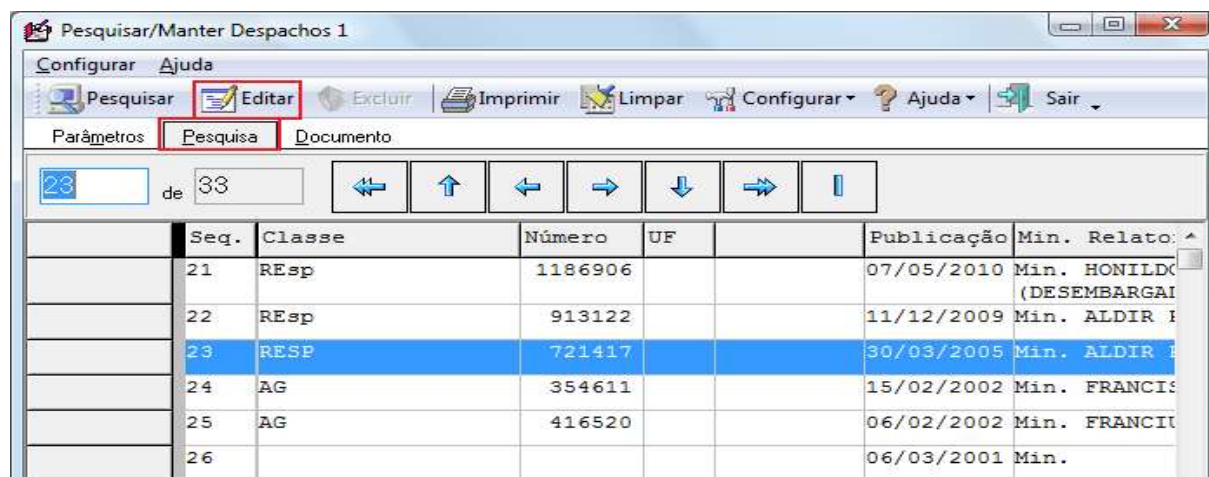 Pesquisar/Manter Despachos 1
Configurar Ajuda
Pesquisar Editar Excluir Imprimir Limpar Configurar Ajuda Sair
Parâmetros Pesquisa Documento
23 de 33
Seq. Classe Número UF Publicação Min. Relato
21 REsp 1186906 07/05/2010 Min. HONILDO
(DESEMBARGA
22 REsp 913122 11/12/2009 Min. ALDIR
23 RESP 721417 30/03/2005 Min. ALDIR
24 AG 354611 15/02/2002 Min. FRANCIS
25 AG 416520 06/02/2002 Min. FRANCIU
26 06/03/2001 Min.